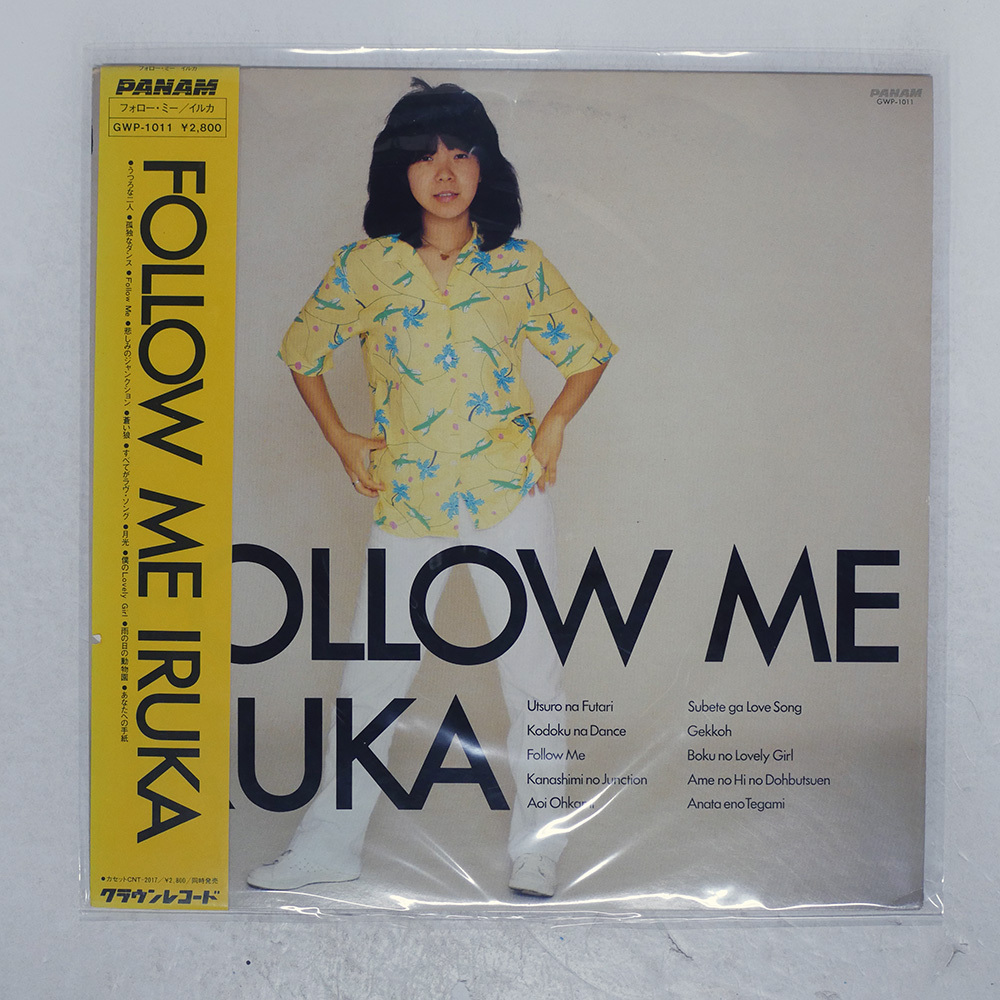 フォロー・ミー/イルカ
PANAM
フォロー・ミー/イルカ
GWP-1011 ¥2,800
FOLLOW ME IRUKA
●うつろな二人 ●孤独なダンス ●Follow Me ●悲しみのジャンクション ●蒼い狼 ●すべてがラヴ・ソング ●月光 ●僕のLovely Girl ●雨の日の動物園 ●あなたへの手紙
●カセットCNT-2017/¥2,800/同時発売
クラウンレコード
PANAM
GWP-1011
OLLOW ME
RUKA
Utsuro na Futari
Kodoku na Dance
Follow Me
Kanashimi no Junction
Aoi Ohkami
Subete ga Love Song
Gekkoh
Boku no Lovely Girl
Ame no Hi no Dohbutsuen
Anata eno Tegami